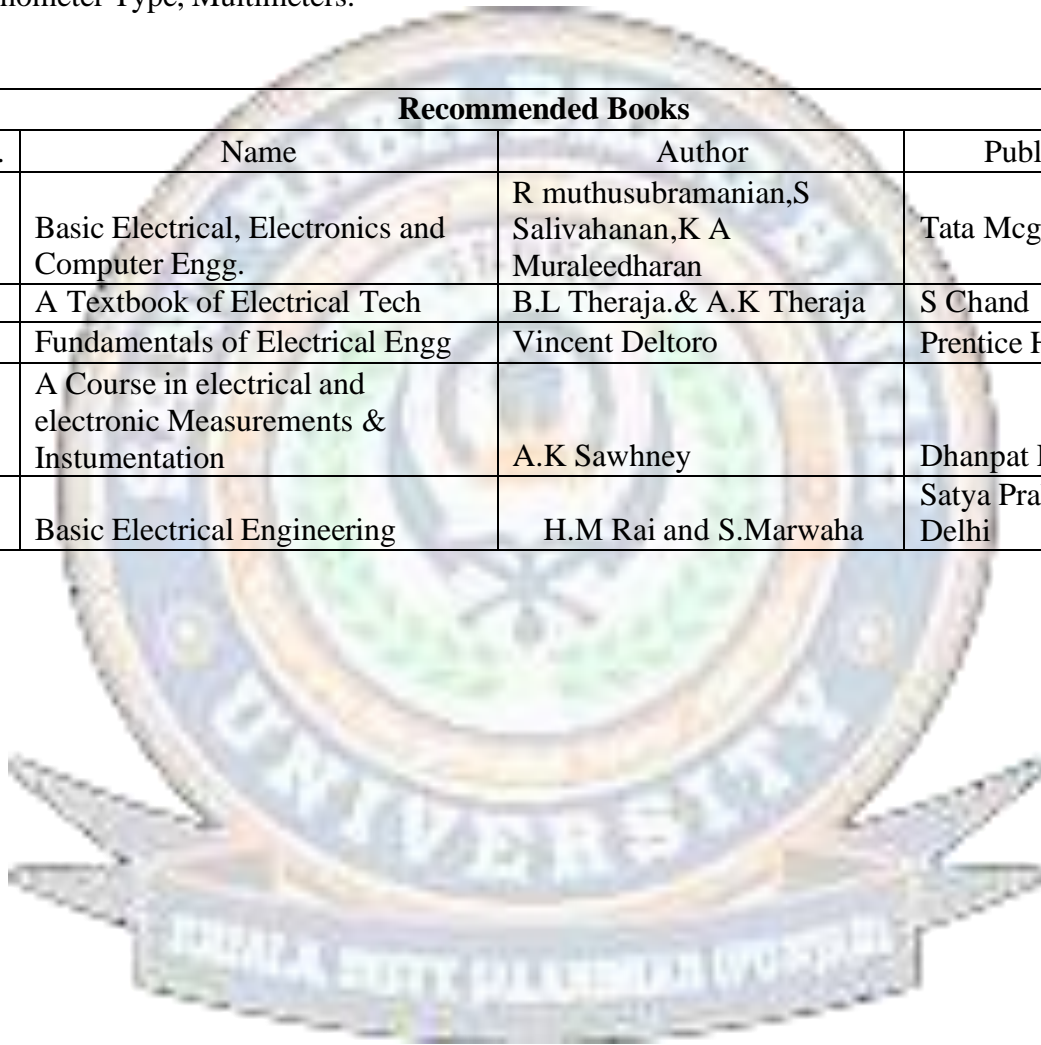 nometer Type, Multimeters.
Recommended Books
. Name Author Publ
Basic Electrical, Electronics and
Computer Engg.
R muthusubramanian,S
Salivahanan,K A
Muraleedharan
Tata Mcg
A Textbook of Electrical Tech B.L Theraja.& A.K Theraja S Chand
Fundamentals of Electrical Engg Vincent Deltoro Prentice H
A Course in electrical and
electronic Measurements &
Instumentation
A.K Sawhney
Dhanpat
Basic Electrical Engineering
H.M Rai and S.Marwaha
Satya Pra
Delhi
UNIVERSITY